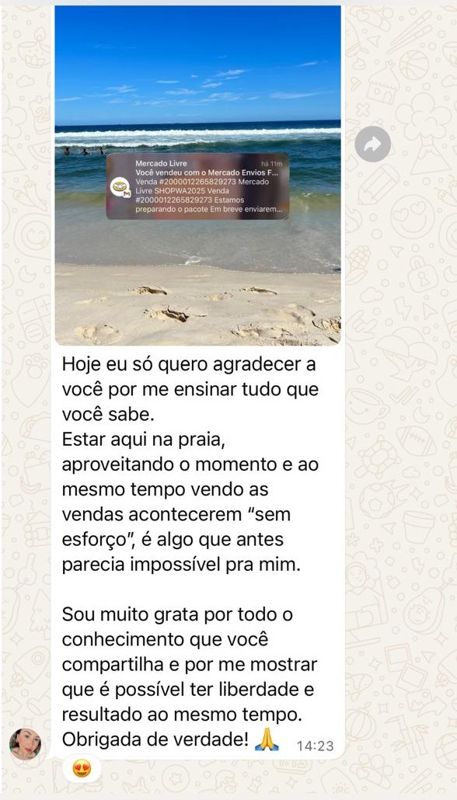 Mercado Livre
há 11m
Você vendeu com o Mercado Envios F...
Venda #2000012265829273 Mercado
Livre SHOPWA2025 Venda
#2000012265829273 Estamos
preparando o pacote Em breve enviarem...
Hoje eu só quero agradecer a
você por me ensinar tudo que
você sabe.
Estar aqui na praia,
aproveitando o momento e ao
mesmo tempo vendo as
vendas acontecerem “sem
esforço”, é algo que antes
parecia impossível pra mim.
Sou muito grata por todo o
conhecimento que você
compartilha e por me mostrar
que é possível ter liberdade e
resultado ao mesmo tempo.
Obrigada de verdade! 🙏
14:23